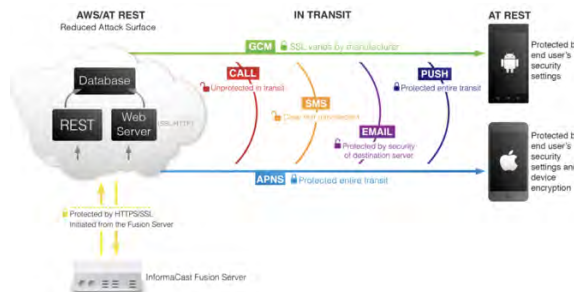 AWS/AT REST
Reduced Attack Surface
IN TRANSIT
AT REST
GCM SSL varies by manufacturer
Database
REST
Web
Server
(SSL/HTTP)
CALL
Unprotected in transit
SMS
EMAIL
Protected by security
of destination server
PUSH
Protected entire transit
APNS Protected entire transit
Protected b
end user's
security
settings
Protected b
end user's
security
settings an
device
encryption
Protected by HTTPS/SSL
Initiated from the Fusion Server
InformaCast Fusion Server